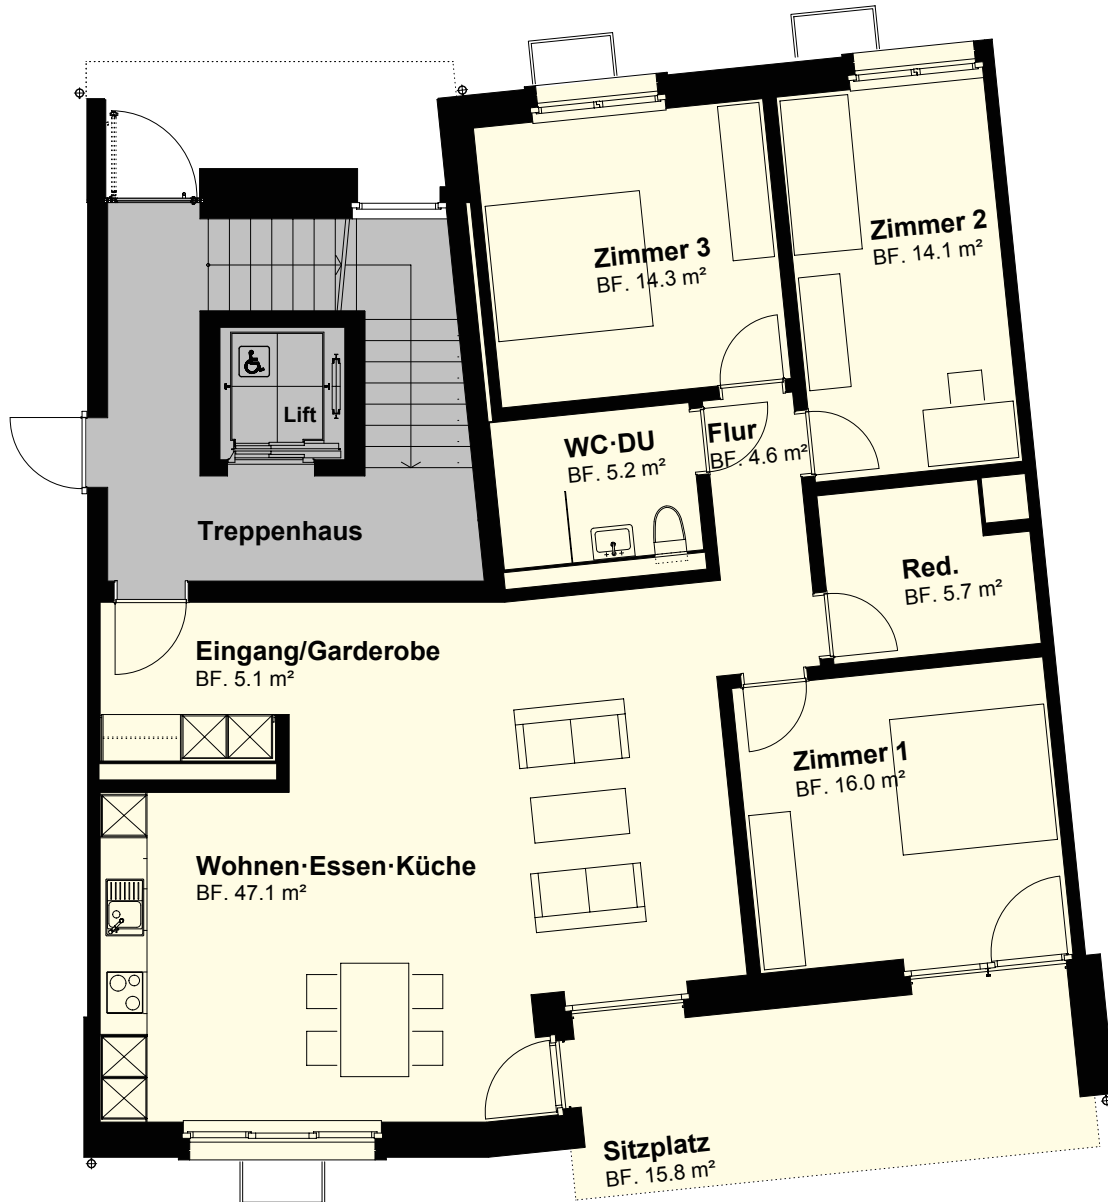 Zimmer 2
BF. 14.1 m²
Zimmer 3
BF. 14.3 m²
Lift
WC·DU
BF. 5.2 m²
Flur
BF. 4.6 m²
Treppenhaus
Red.
BF. 5.7 m²
Eingang/Garderobe
BF. 5.1 m²
Zimmer 1
BF. 16.0 m²
Wohnen·Essen·Küche
BF. 47.1 m²
Sitzplatz
BF. 15.8 m²